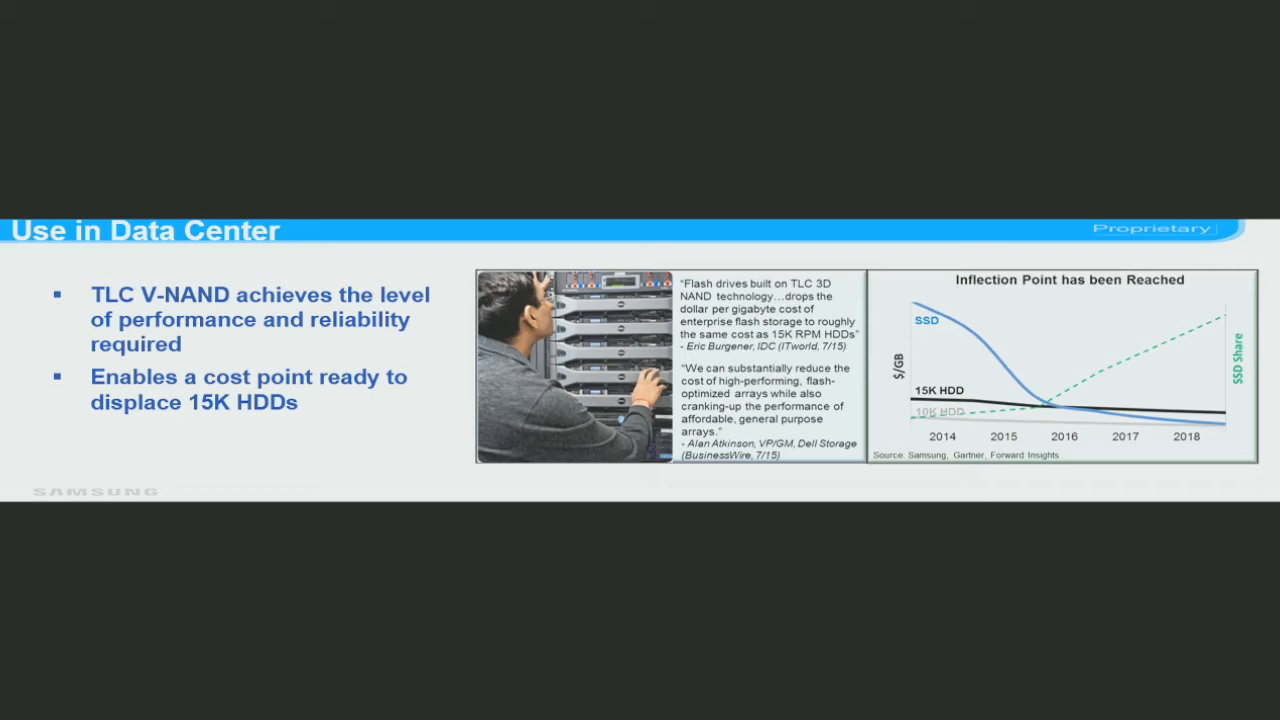 Use in Data Center
Proprietary
▪ TLC V-NAND achieves the level
of performance and reliability
required
▪ Enables a cost point ready to
displace 15K HDDs
“Flash drives built on TLC 3D
NAND technology…drops the
dollar per gigabyte cost of
enterprise flash storage to roughly
the same cost as 15K RPM HDDs”
- Eric Burgener, IDC (ITworld, 7/15)
“We can substantially reduce the
cost of high-performing, flash-
optimized arrays while also
cranking-up the performance of
affordable, general purpose
arrays.”
- Alan Atkinson, VP/GM, Dell Storage
(BusinessWire, 7/15)
Inflection Point has been Reached
SSD
$/GB
SSD Share
15K HDD
10K HDD
2014 2015 2016 2017 2018
Source: Samsung, Gartner, Forward Insights
SAMSUNG